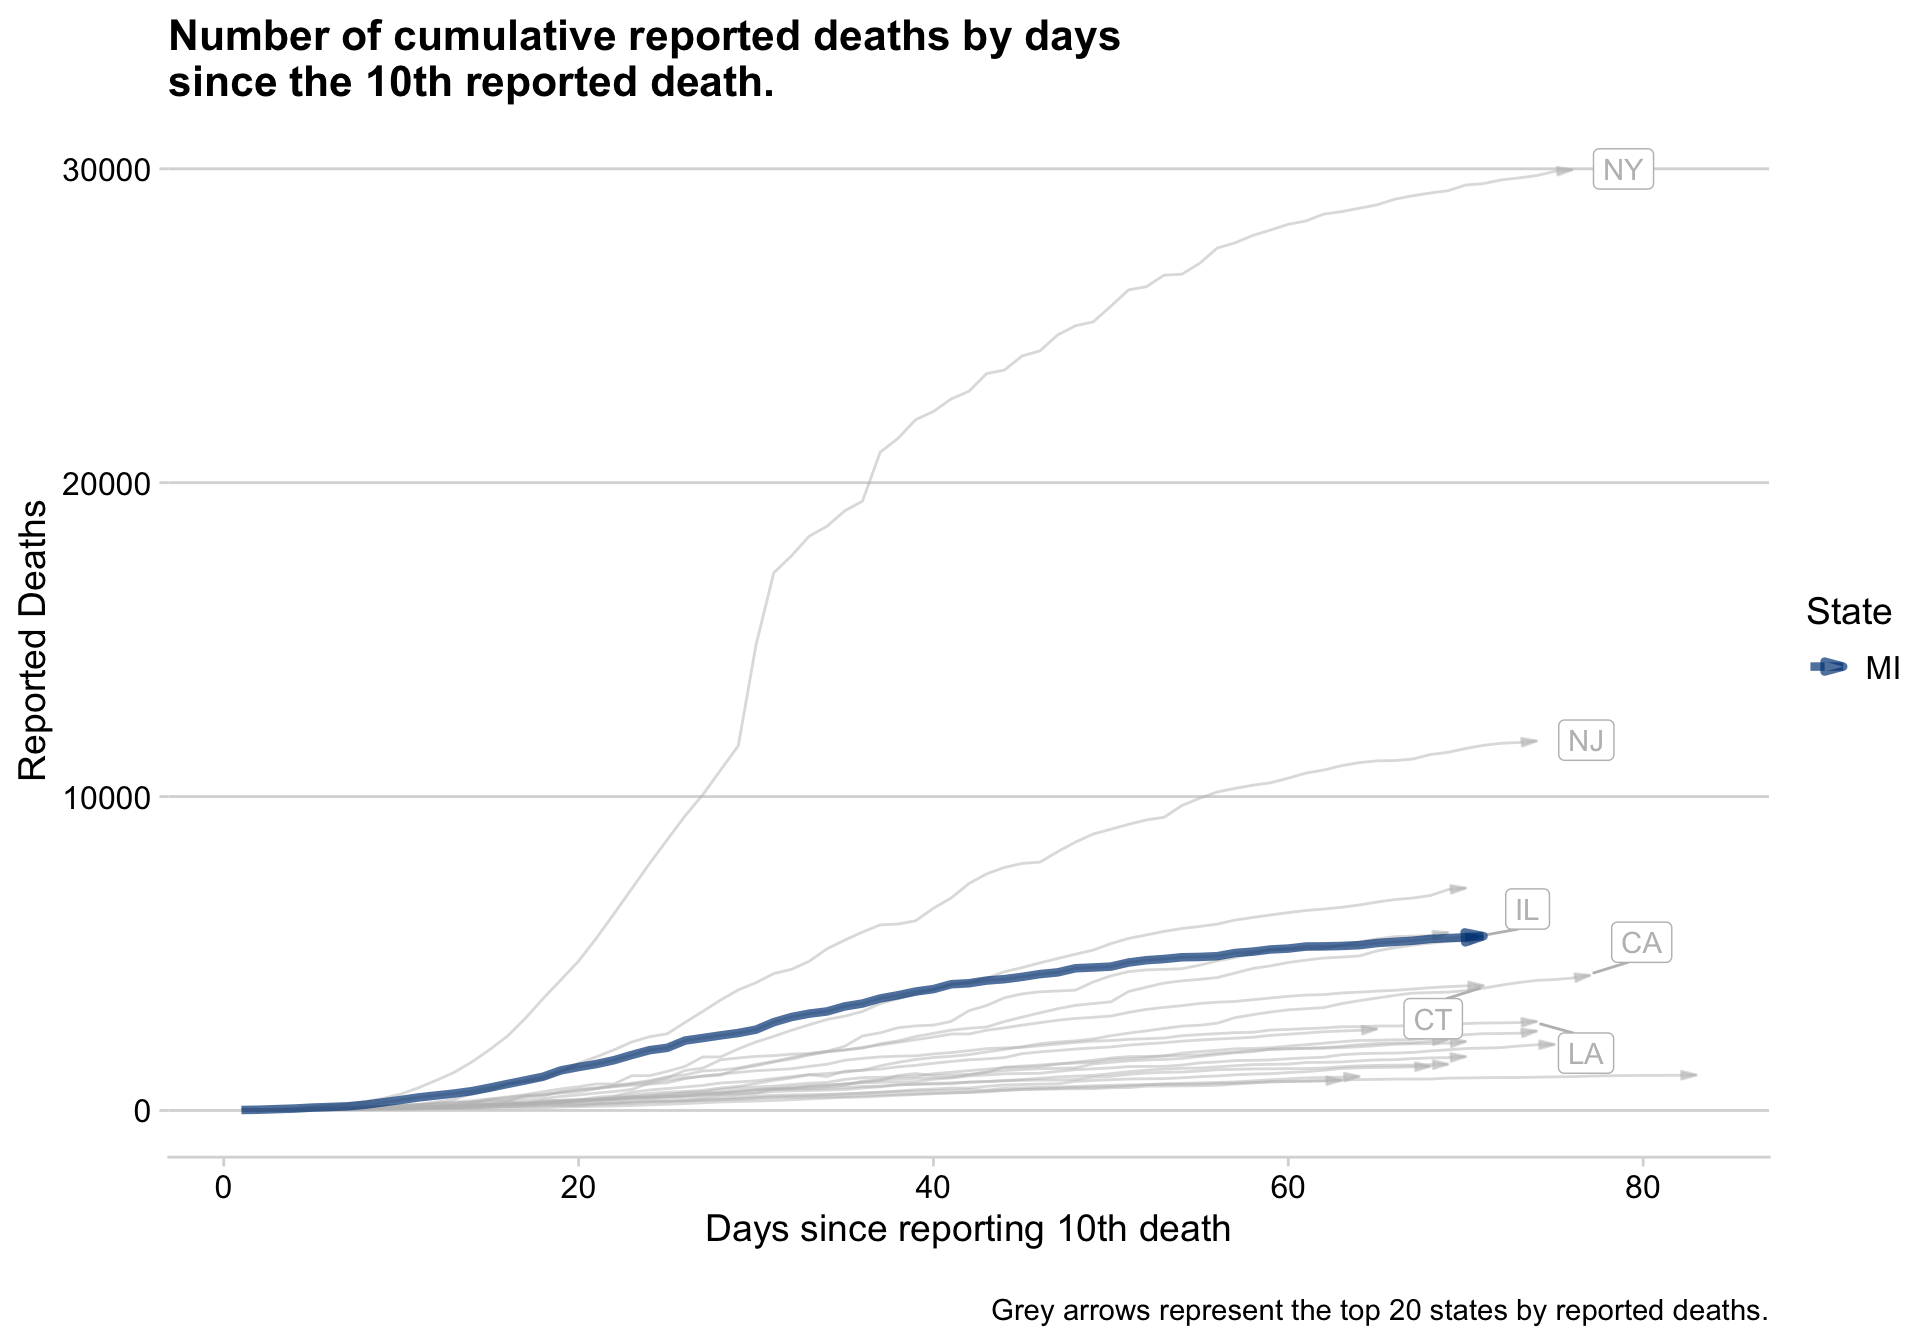 Number of cumulative reported deaths by days
since the 10th reported death.
30000
20000
10000
0
Reported Deaths
NY
NJ
IL
CA
CT
LA
State
MI
0 20 40 60 80
Days since reporting 10th death
Grey arrows represent the top 20 states by reported deaths.